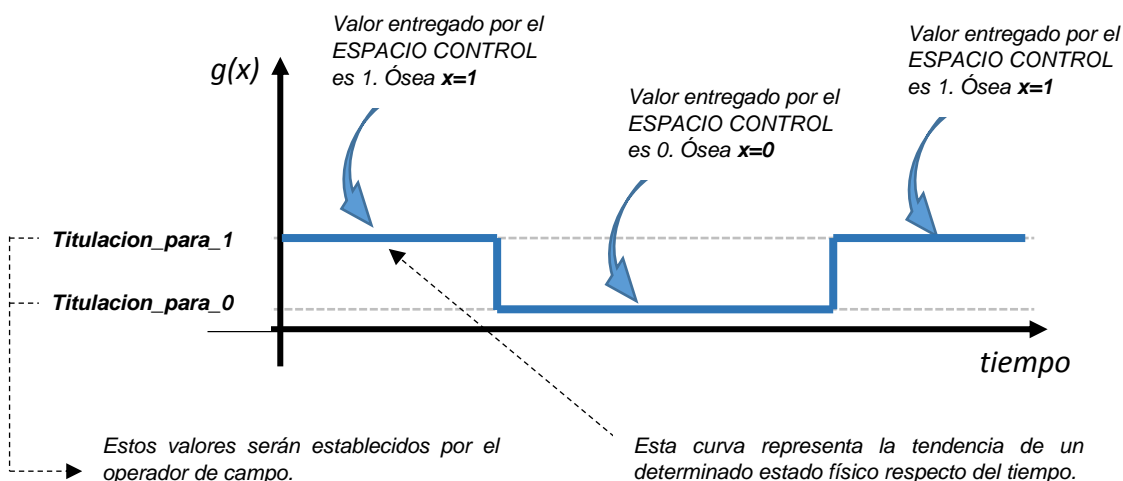 Valor entregado por el
ESPACIO CONTROL
es 1. Ósea x=1
g(x)
Valor entregado por el
ESPACIO CONTROL
es 0. Ósea x=0
Valor entregado por el
ESPACIO CONTROL
es 1. Ósea x=1
Titulacion_para_1
Titulacion_para_0
tiempo
Estos valores serán establecidos por el
operador de campo.
Esta curva representa la tendencia de un
determinado estado físico respecto del tiempo.